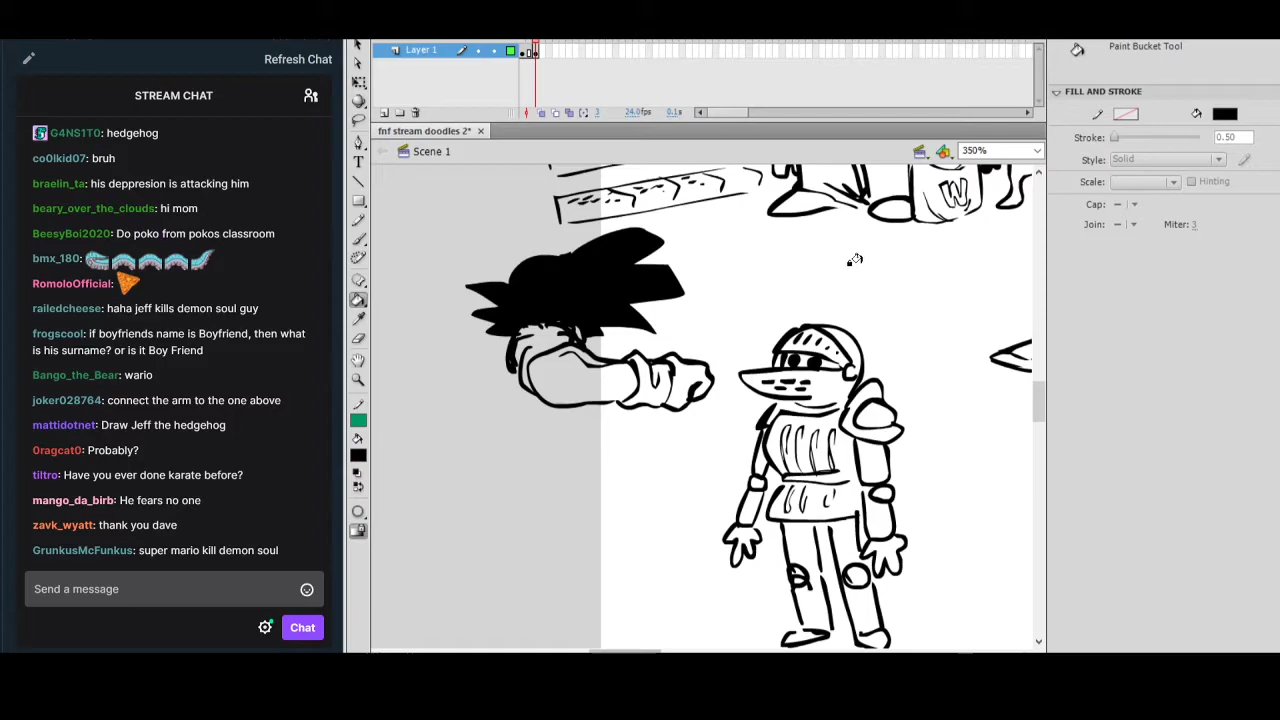 Refresh Chat
STREAM CHAT
G4NS1T0: hedgehog
co0lkid07: bruh
braelin_ta: his deppresion is attacking him
beary_over_the_clouds: hi mom
BeesyBoi2020: Do poko from pokos classroom
bmx_180:
RomoloOfficial:
railedcheese: haha jeff kills demon soul guy
frogscool: if boyfriends name is Boyfriend, then what
is his surname? or is it Boy Friend
Bango_the_Bear: wario
joker028764: connect the arm to the one above
mattidotnet: Draw Jeff the hedgehog
0ragcat0: Probably?
tiltro: Have you ever done karate before?
mango_da_birb: He fears no one
zavk_wyatt: thank you dave
GrunkusMcFunkus: super mario kill demon soul
Send a message
Chat
Layer 1
3 24.0fps 0.1s
fnf stream doodles 2*
Scene 1
350%
W
Paint Bucket Tool
FILL AND STROKE
Stroke: 0.50
Style: Solid
Scale: Hinting
Cap:
Join: Miter: 3